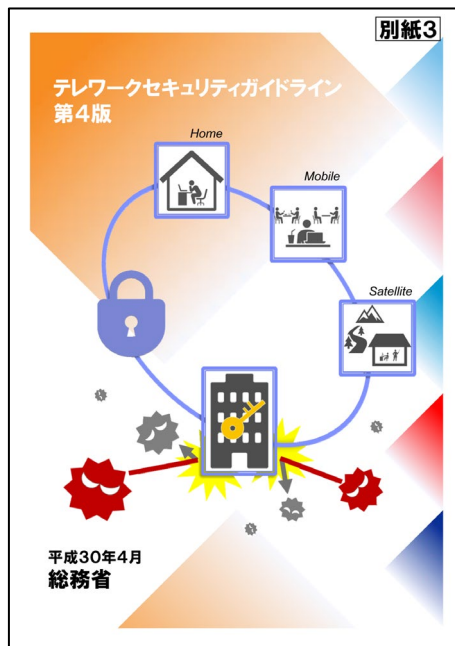 別紙3
テレワークセキュリティガイドライン
第4版
Home
Mobile
Satellite
平成30年4月
総務省